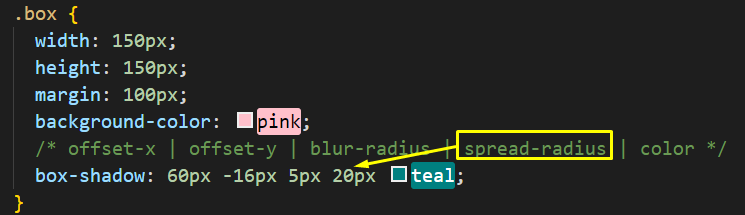 .box {
width: 150px;
height: 150px;
margin: 100px;
background-color: pink;
/* offset-x | offset-y | blur-radius | spread-radius | color */
box-shadow: 60px -16px 5px 20px teal;
}